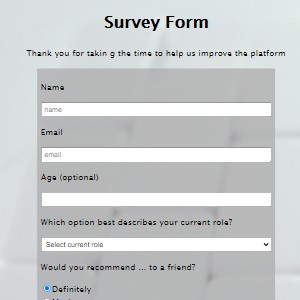 Survey Form
Thank you for takin g the time to help us improve the platform
Name
name
Email
email
Age (optional)
Which option best describes your current role?
Select current role
Would you recommend ... to a friend?
Definitely